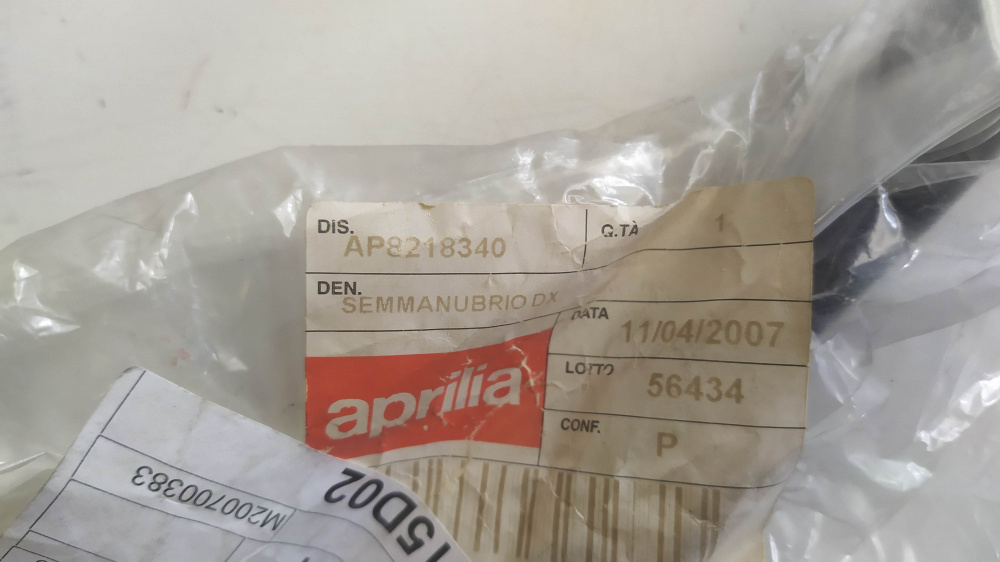 DIS.
AP8218340
Q.TÀ
1
DEN.
SEMMANUBRIO DX
DATA
11/04/2007
aprilia
LOTTO
56434
CONF.
P
M200700383
15D02